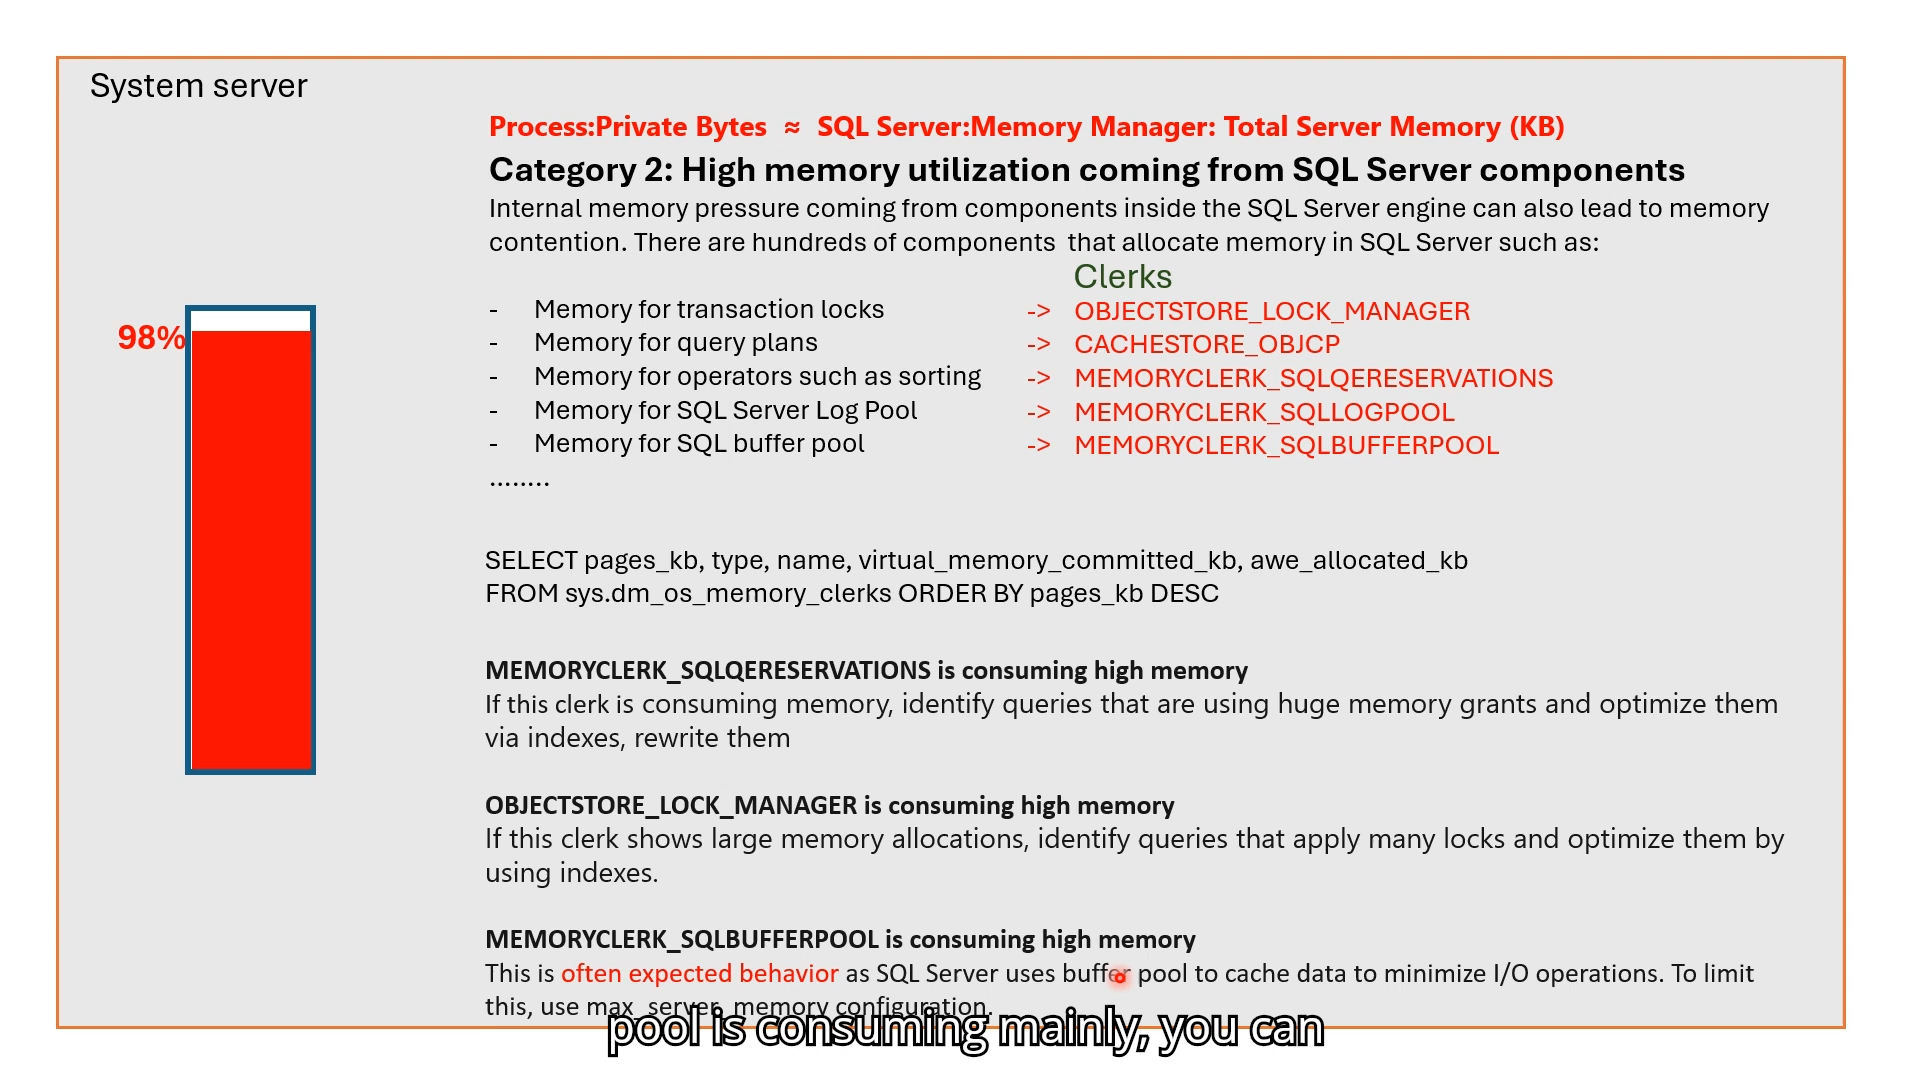 System server
Process:Private Bytes ≈ SQL Server:Memory Manager: Total Server Memory (KB)
Category 2: High memory utilization coming from SQL Server components
Internal memory pressure coming from components inside the SQL Server engine can also lead to memory
contention. There are hundreds of components that allocate memory in SQL Server such as:
Clerks
- Memory for transaction locks -> OBJECTSTORE_LOCK_MANAGER
98%
- Memory for query plans -> CACHESTORE_OBJCP
- Memory for operators such as sorting -> MEMORYCLERK_SQLQERESERVATIONS
- Memory for SQL Server Log Pool -> MEMORYCLERK_SQLLOGPOOL
- Memory for SQL buffer pool -> MEMORYCLERK_SQLBUFFERPOOL
........
SELECT pages_kb, type, name, virtual_memory_committed_kb, awe_allocated_kb
FROM sys.dm_os_memory_clerks ORDER BY pages_kb DESC
MEMORYCLERK_SQLQERESERVATIONS is consuming high memory
If this clerk is consuming memory, identify queries that are using huge memory grants and optimize them
via indexes, rewrite them
OBJECTSTORE_LOCK_MANAGER is consuming high memory
If this clerk shows large memory allocations, identify queries that apply many locks and optimize them by
using indexes.
MEMORYCLERK_SQLBUFFERPOOL is consuming high memory
This is often expected behavior as SQL Server uses buffer pool to cache data to minimize I/O operations. To limit
this, use max_server_memory configuration.
pool is consuming mainly, you can